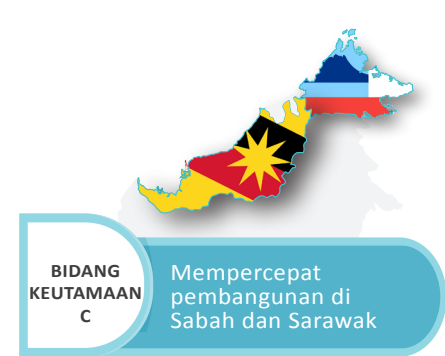 BIDANG
KEUTAMAAN
C
Mempercepat
pembangunan di
Sabah dan Sarawak